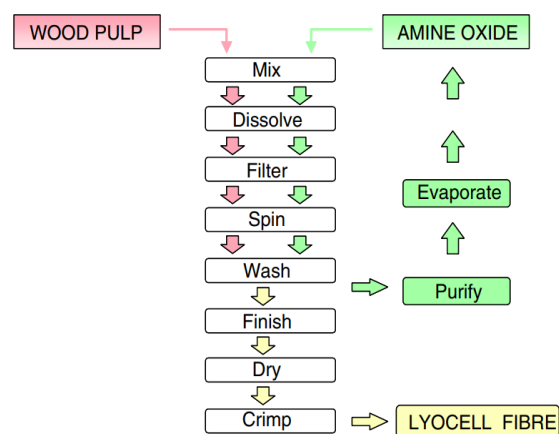 WOOD PULP
AMINE OXIDE
Mix
Dissolve
Filter
Evaporate
Spin
Wash
Purify
Finish
Dry
Crimp
LYOCELL FIBRE